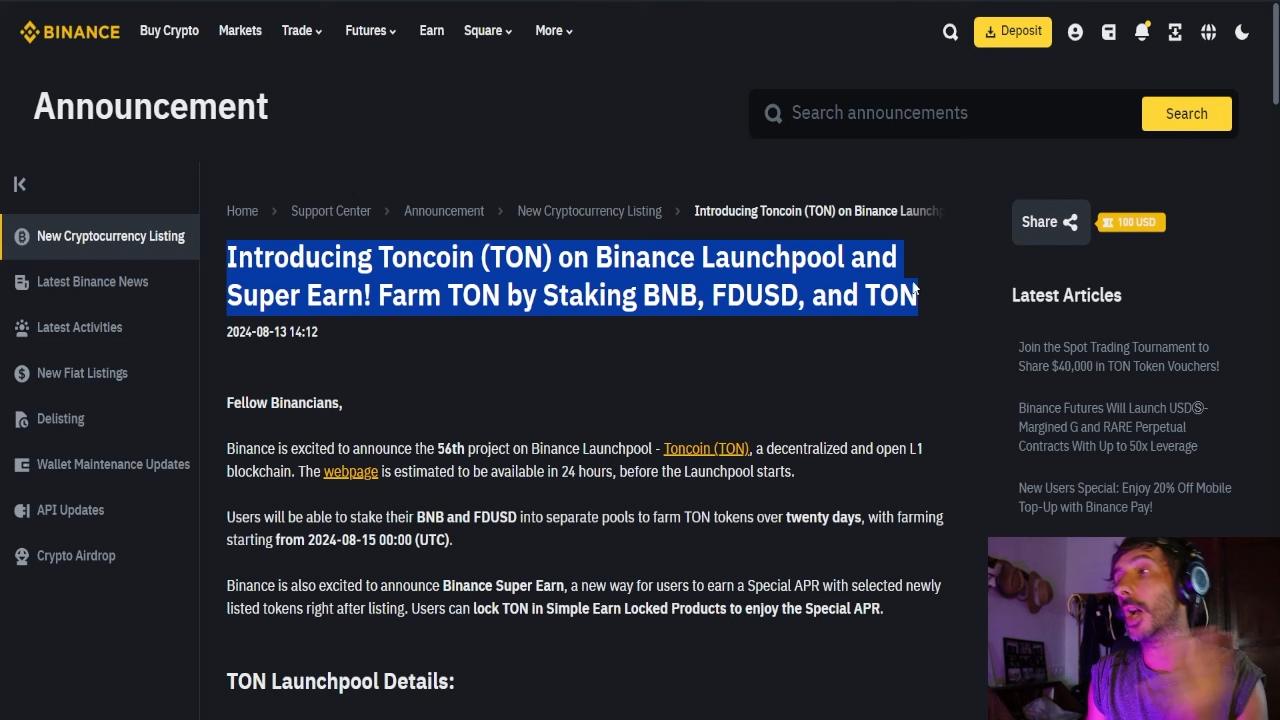 BINANCE
Buy Crypto
Markets
Trade
Futures
Earn
Square
More
Deposit
Announcement
Search announcements
Search
New Cryptocurrency Listing
Latest Binance News
Latest Activities
New Fiat Listings
Delisting
Wallet Maintenance Updates
API Updates
Crypto Airdrop
Home > Support Center > Announcement > New Cryptocurrency Listing > Introducing Toncoin (TON) on Binance Launchp
Introducing Toncoin (TON) on Binance Launchpool and
Super Earn! Farm TON by Staking BNB, FDUSD, and TON
2024-08-13 14:12
Fellow Binancians,
Binance is excited to announce the 56th project on Binance Launchpool - Toncoin (TON), a decentralized and open L1
blockchain. The webpage is estimated to be available in 24 hours, before the Launchpool starts.
Users will be able to stake their BNB and FDUSD into separate pools to farm TON tokens over twenty days, with farming
starting from 2024-08-15 00:00 (UTC).
Binance is also excited to announce Binance Super Earn, a new way for users to earn a Special APR with selected newly
listed tokens right after listing. Users can lock TON in Simple Earn Locked Products to enjoy the Special APR.
TON Launchpool Details:
Share
100 USD
Latest Articles
Join the Spot Trading Tournament to
Share $40,000 in TON Token Vouchers!
Binance Futures Will Launch USDⓈ-
Margined G and RARE Perpetual
Contracts With Up to 50x Leverage
New Users Special: Enjoy 20% Off Mobile
Top-Up with Binance Pay!